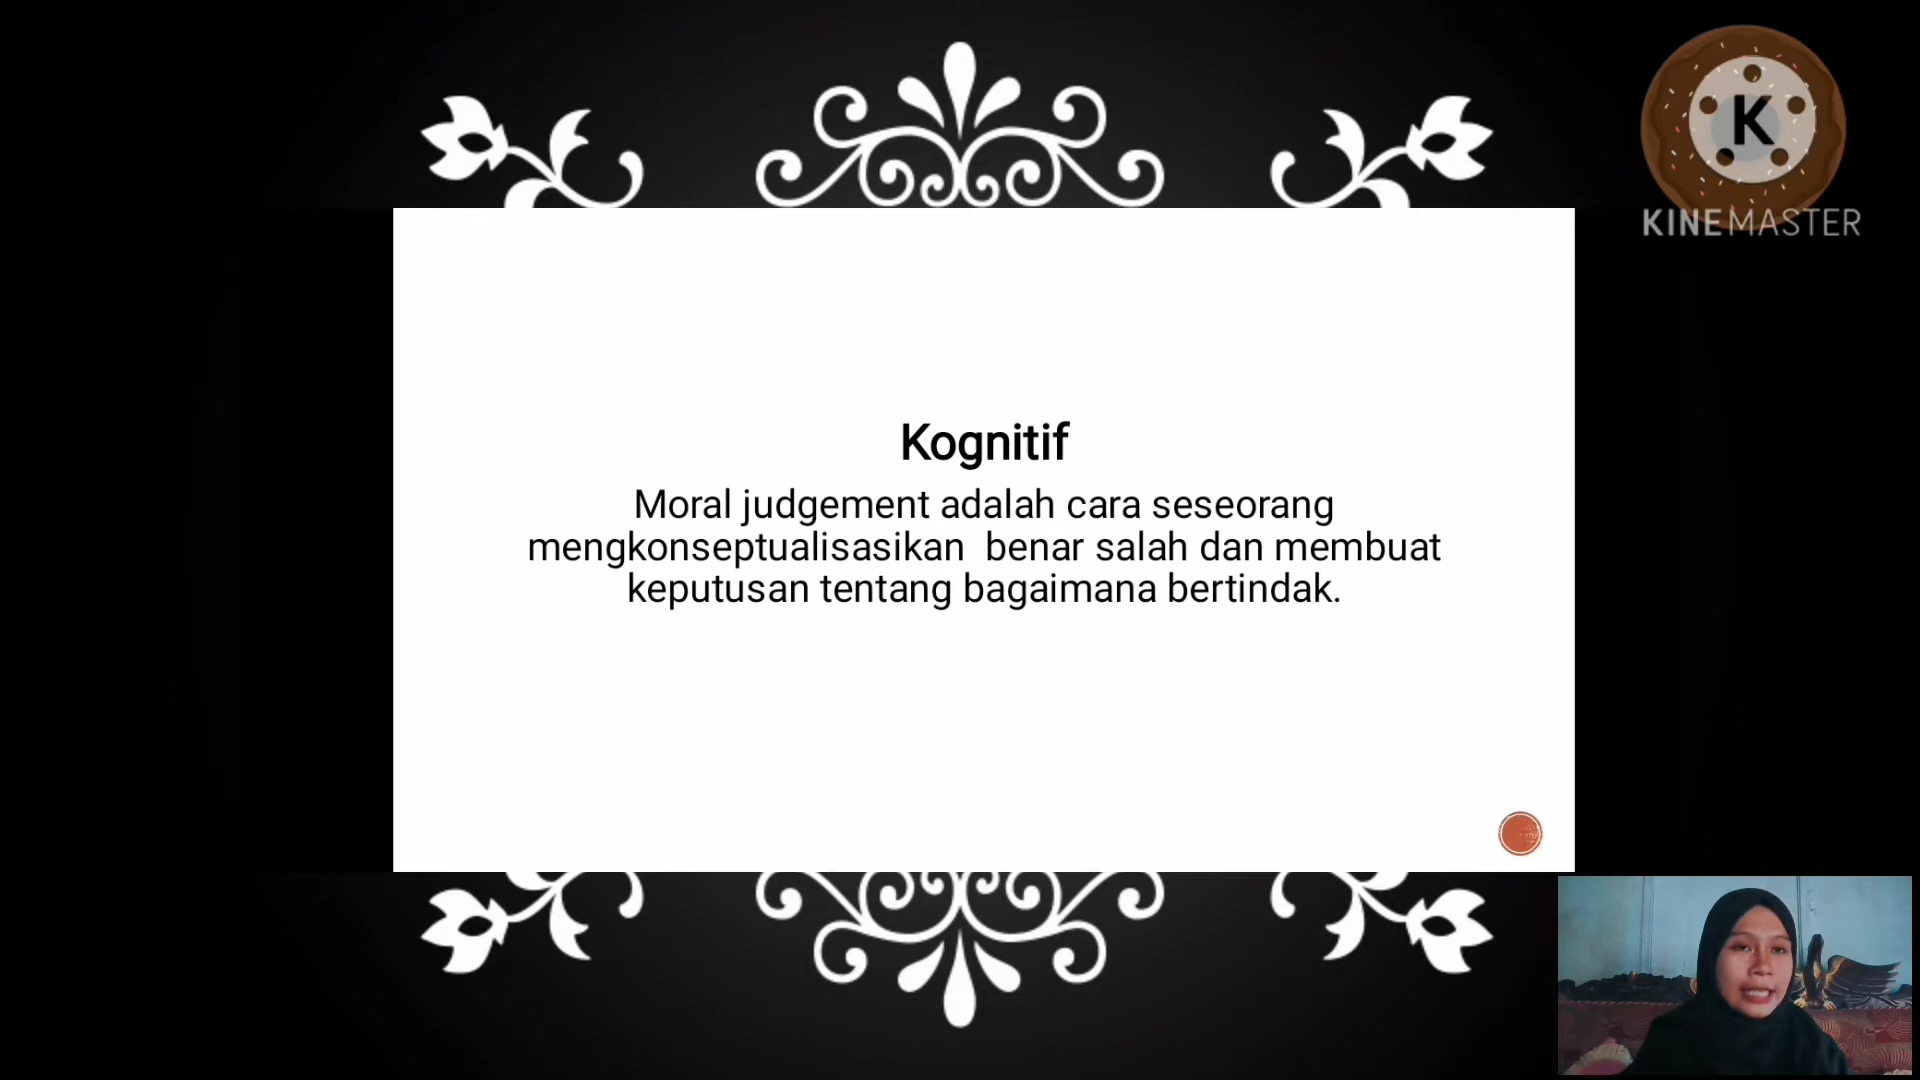 K
KINEMASTER
Kognitif
Moral judgement adalah cara seseorang
mengkonseptualisasikan  benar salah dan membuat
keputusan tentang bagaimana bertindak.